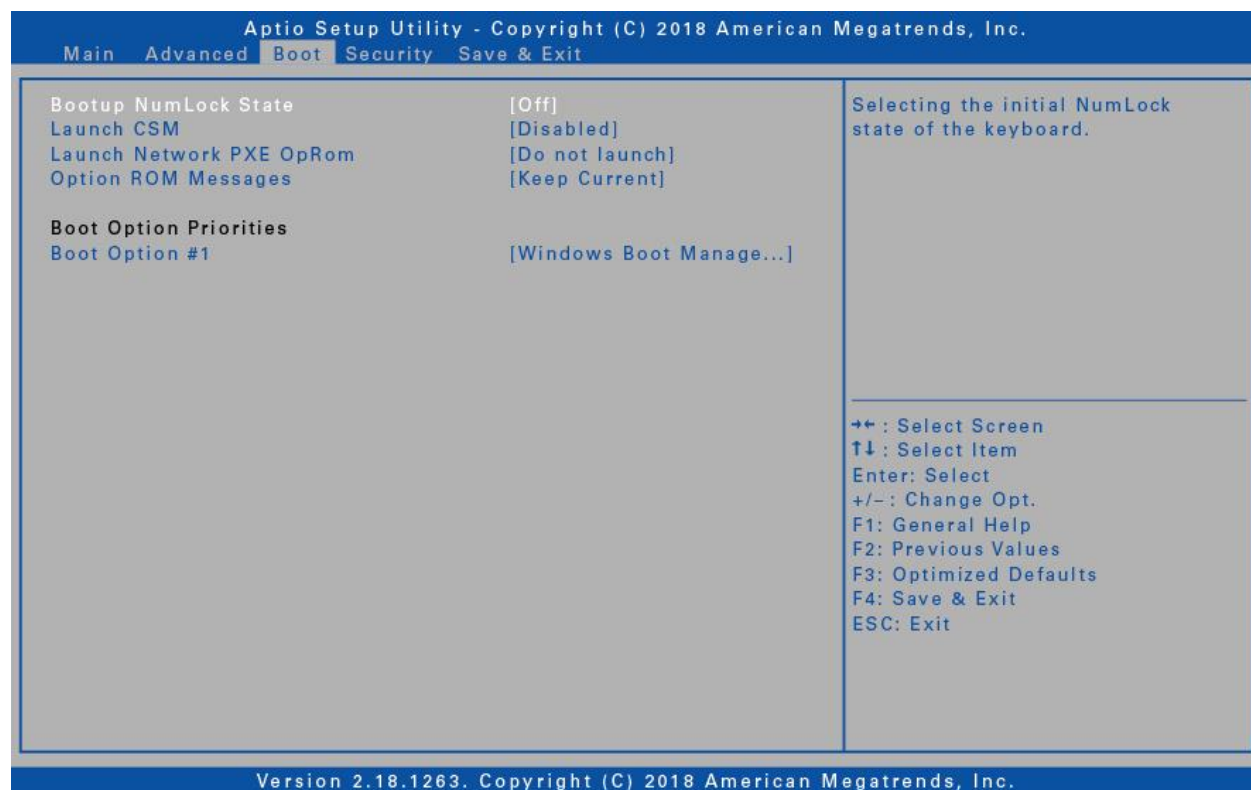 Aptio Setup Utility - Copyright (C) 2018 American Megatrends, Inc.
Main Advanced Boot Security Save & Exit
Bootup NumLock State [Off]
Launch CSM [Disabled]
Launch Network PXE OpRom [Do not launch]
Option ROM Messages [Keep Current]
Boot Option Priorities
Boot Option #1 [Windows Boot Manage...]
Selecting the initial NumLock
state of the keyboard.
→← : Select Screen
↑↓ : Select Item
Enter: Select
+/– : Change Opt.
F1: General Help
F2: Previous Values
F3: Optimized Defaults
F4: Save & Exit
ESC: Exit
Version 2.18.1263. Copyright (C) 2018 American Megatrends, Inc.